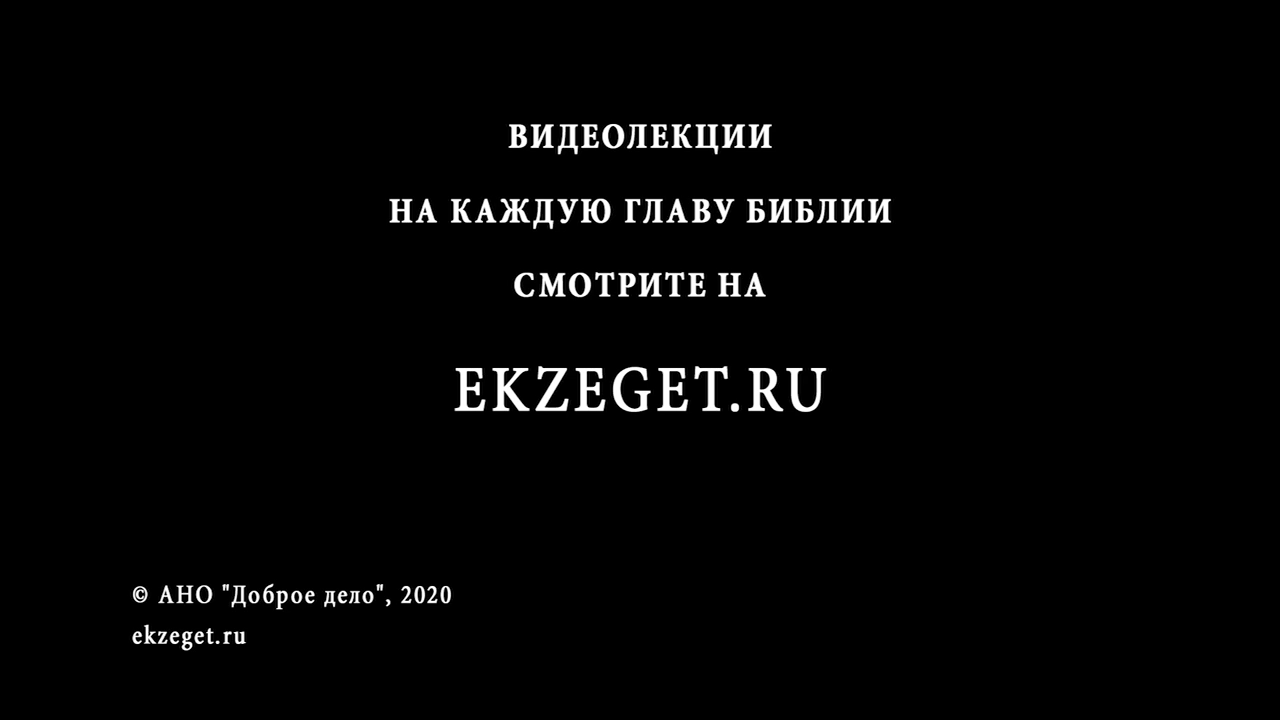 ВИДЕОЛЕКЦИИ
НА КАЖДУЮ ГЛАВУ БИБЛИИ
СМОТРИТЕ НА
EKZEGET.RU
© АНО "Доброе дело", 2020
ekzeget.ru